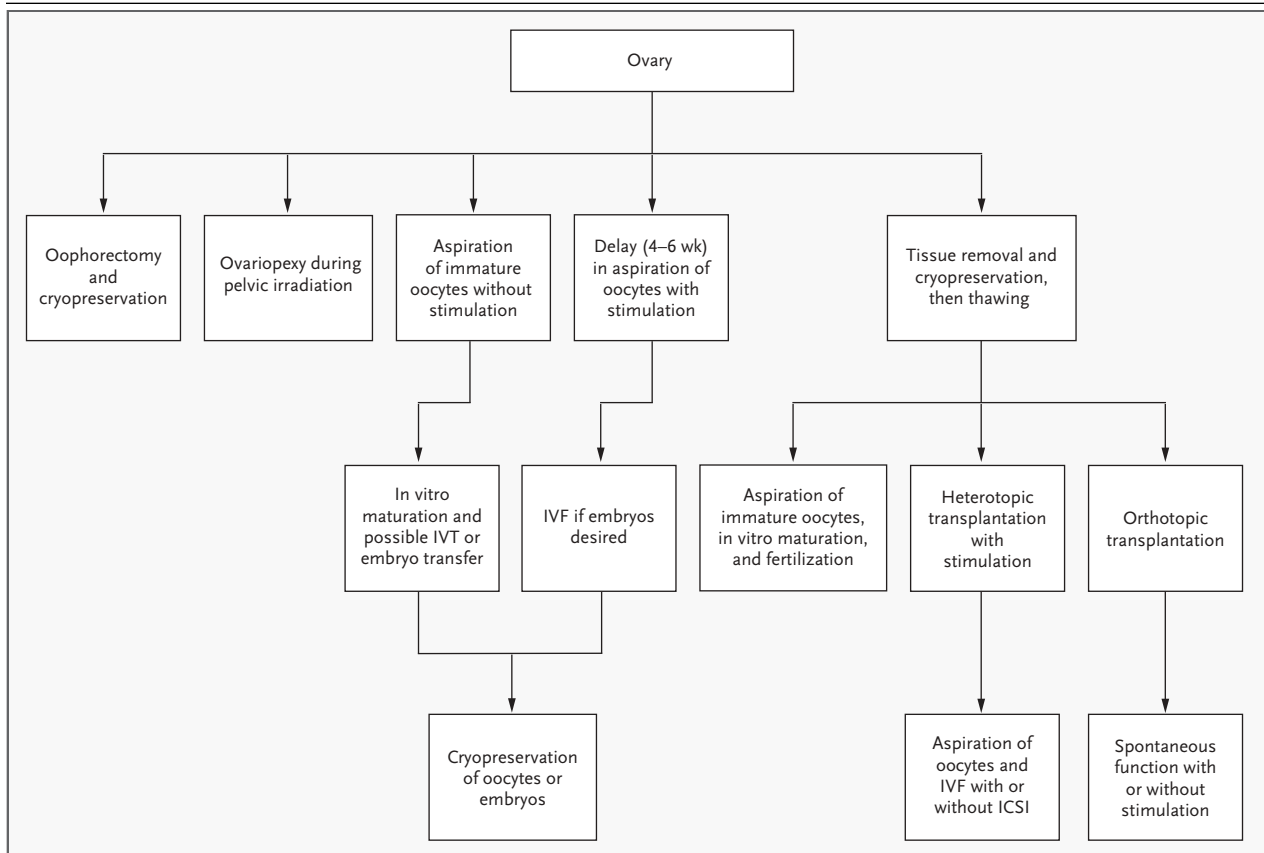 Ovary
Oophorectomy
and
cryopreservation
Ovariopexy during
pelvic irradiation
Aspiration
of immature
oocytes without
stimulation
Delay (4–6 wk)
in aspiration of
oocytes with
stimulation
Tissue removal and
cryopreservation,
then thawing
In vitro
maturation and
possible IVT or
embryo transfer
IVF if embryos
desired
Aspiration of
immature oocytes,
in vitro maturation,
and fertilization
Heterotopic
transplantation
with
stimulation
Orthotopic
transplantation
Cryopreservation
of oocytes or
embryos
Aspiration of
oocytes and
IVF with or
without ICSI
Spontaneous
function with
or without
stimulation